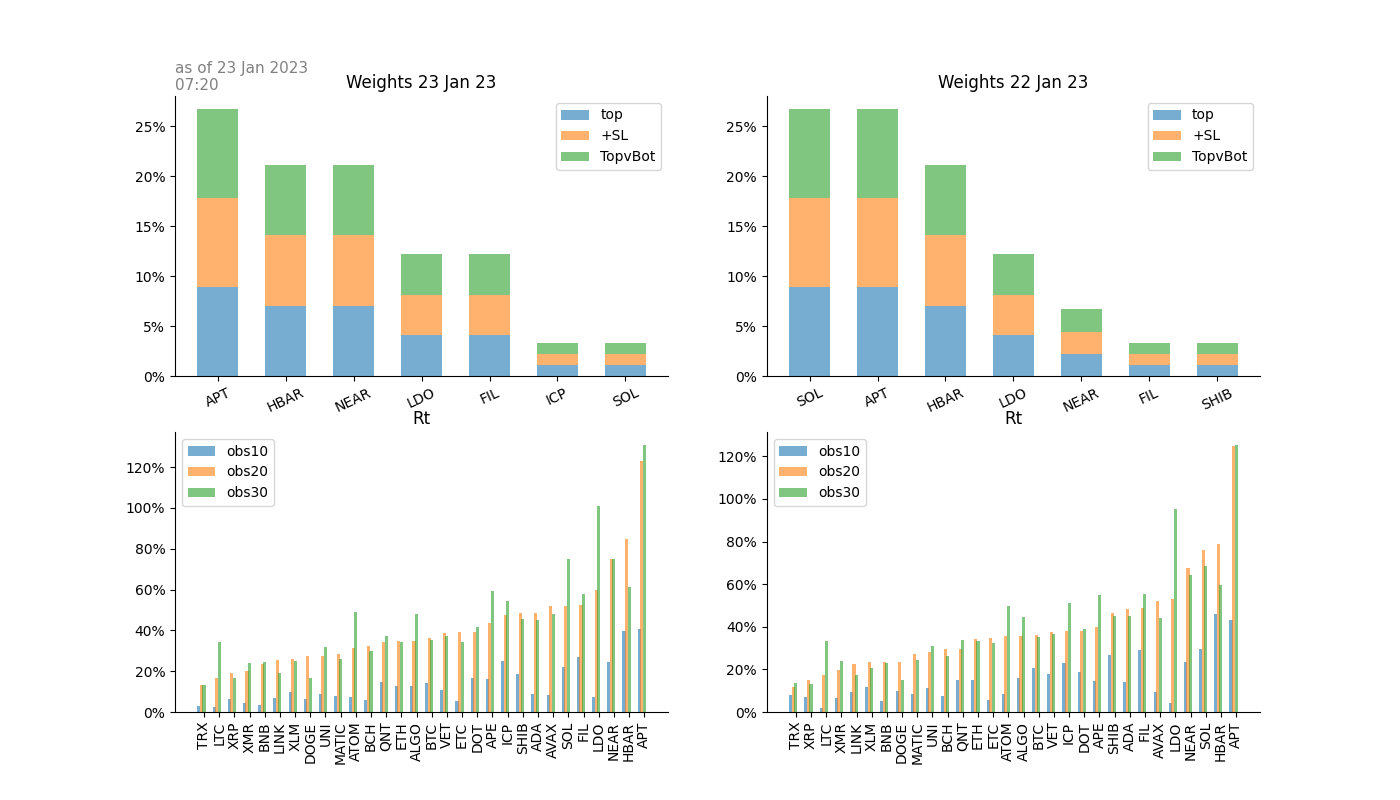 as of 23 Jan 2023
07:20
Weights 23 Jan 23
25%
20%
15%
10%
5%
0%
top
+SL
TopvBot
APT HBAR NEAR LDO FIL ICP SOL
Weights 22 Jan 23
25%
20%
15%
10%
5%
0%
top
+SL
TopvBot
SOL APT HBAR LDO NEAR FIL SHIB
Rt
120%
100%
80%
60%
40%
20%
0%
obs10
obs20
obs30
TRX LTC XRP XMR BNB LINK XLM DOGE UNI MATIC ATOM BCH QNT ETH ALGO BTC VET ETC DOT APE ICP SHIB ADA AVAX SOL FIL LDO NEAR HBAR APT
Rt
120%
100%
80%
60%
40%
20%
0%
obs10
obs20
obs30
TRX XRP LTC XMR LINK XLM BNB DOGE MATIC UNI BCH QNT ETH ETC ATOM ALGO BTC VET ICP DOT APE SHIB ADA FIL AVAX LDO NEAR SOL HBAR APT